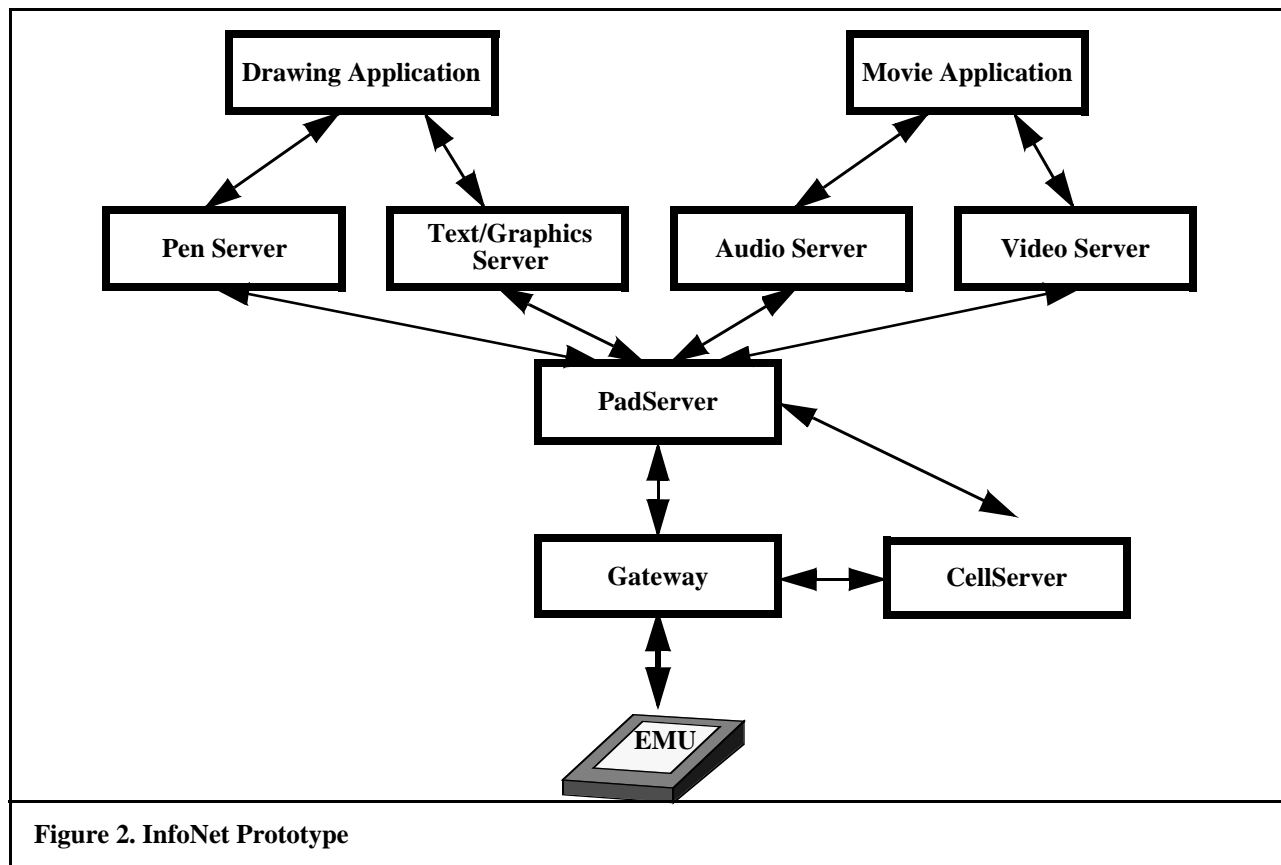 Drawing Application
Movie Application
Pen Server
Text/Graphics
Server
Audio Server
Video Server
PadServer
Gateway
CellServer
EMU
Figure 2. InfoNet Prototype